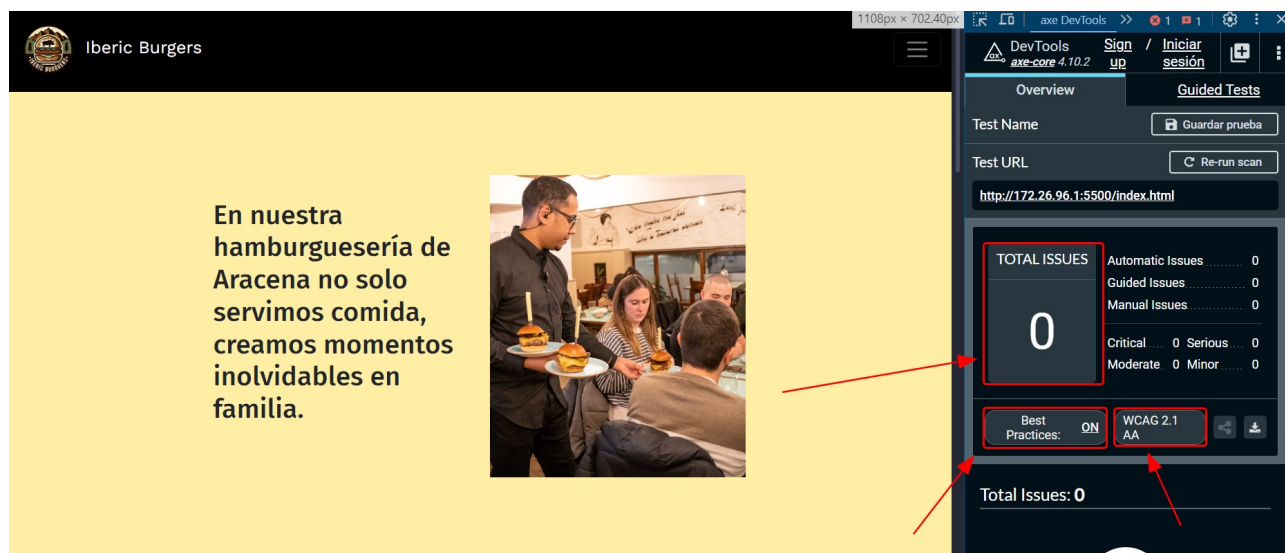 1108px × 702.40px
axe DevTools >> 1 1
Iberic Burgers
DevTools
axe-core 4.10.2
Sign up / Iniciar sesión
Overview
Guided Tests
Test Name
Guardar prueba
Test URL
Re-run scan
http://172.26.96.1:5500/index.html
En nuestra
hamburguesería de
Aracena no solo
servimos comida,
creamos momentos
inolvidables en
familia.
TOTAL ISSUES
0
Automatic Issues 0
Guided Issues 0
Manual Issues 0
Critical 0 Serious 0
Moderate 0 Minor 0
Best Practices: ON
WCAG 2.1 AA
Total Issues: 0